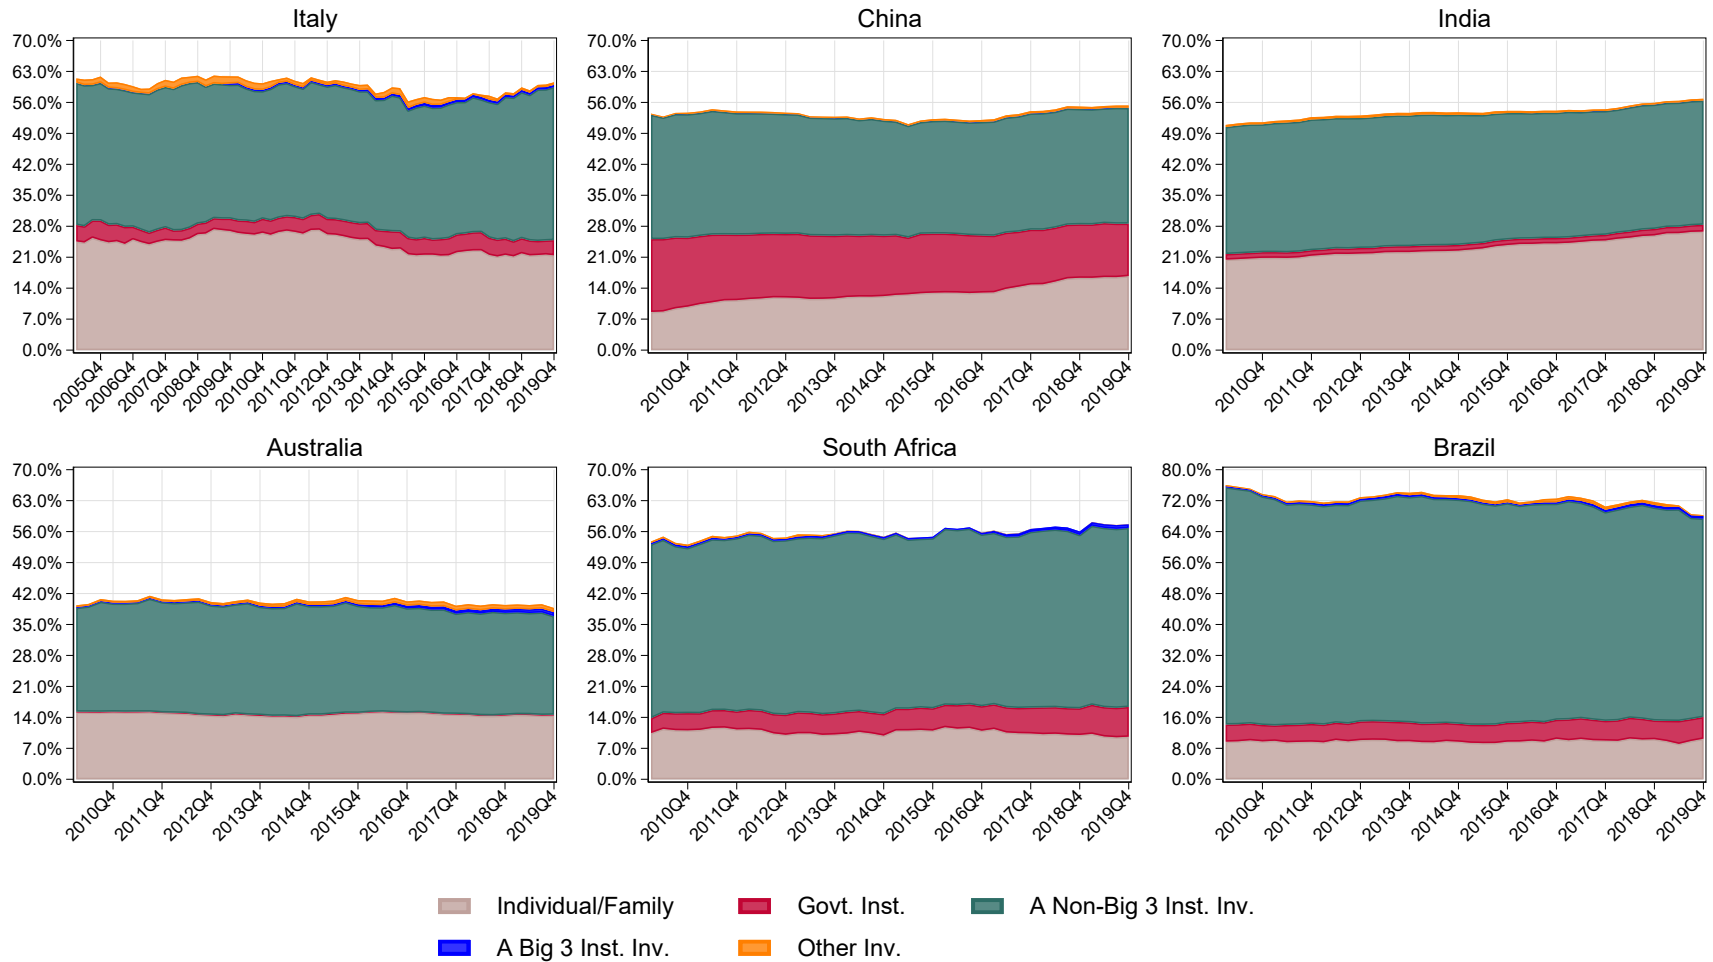 Italy
China
India
70.0%
63.0%
56.0%
49.0%
42.0%
35.0%
28.0%
21.0%
14.0%
7.0%
0.0%
2005Q4
2006Q4
2007Q4
2008Q4
2009Q4
2010Q4
2011Q4
2012Q4
2013Q4
2014Q4
2015Q4
2016Q4
2017Q4
2018Q4
2019Q4
70.0%
63.0%
56.0%
49.0%
42.0%
35.0%
28.0%
21.0%
14.0%
7.0%
0.0%
2010Q4
2011Q4
2012Q4
2013Q4
2014Q4
2015Q4
2016Q4
2017Q4
2018Q4
2019Q4
70.0%
63.0%
56.0%
49.0%
42.0%
35.0%
28.0%
21.0%
14.0%
7.0%
0.0%
2010Q4
2011Q4
2012Q4
2013Q4
2014Q4
2015Q4
2016Q4
2017Q4
2018Q4
2019Q4
Australia
South Africa
Brazil
70.0%
63.0%
56.0%
49.0%
42.0%
35.0%
28.0%
21.0%
14.0%
7.0%
0.0%
2010Q4
2011Q4
2012Q4
2013Q4
2014Q4
2015Q4
2016Q4
2017Q4
2018Q4
2019Q4
70.0%
63.0%
56.0%
49.0%
42.0%
35.0%
28.0%
21.0%
14.0%
7.0%
0.0%
2010Q4
2011Q4
2012Q4
2013Q4
2014Q4
2015Q4
2016Q4
2017Q4
2018Q4
2019Q4
80.0%
72.0%
64.0%
56.0%
48.0%
40.0%
32.0%
24.0%
16.0%
8.0%
0.0%
2010Q4
2011Q4
2012Q4
2013Q4
2014Q4
2015Q4
2016Q4
2017Q4
2018Q4
2019Q4
Individual/Family
Govt. Inst.
A Non-Big 3 Inst. Inv.
A Big 3 Inst. Inv.
Other Inv.